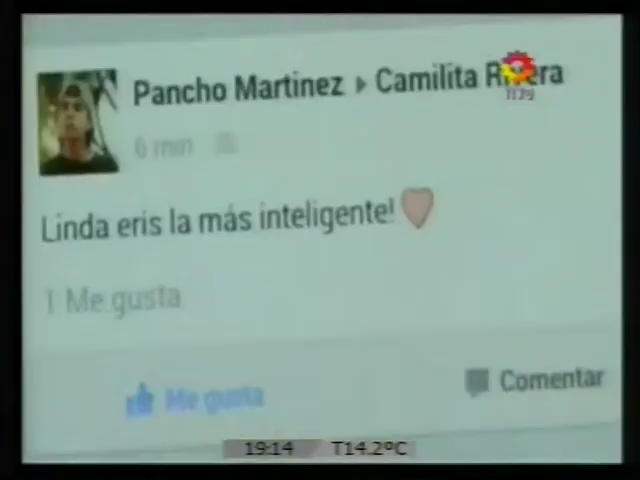 Pancho Martinez ▸ Camilita Rivera
6 min
Linda eris la más inteligente!
1 Me gusta
Me gusta
Comentar
19:14 T14.2°C